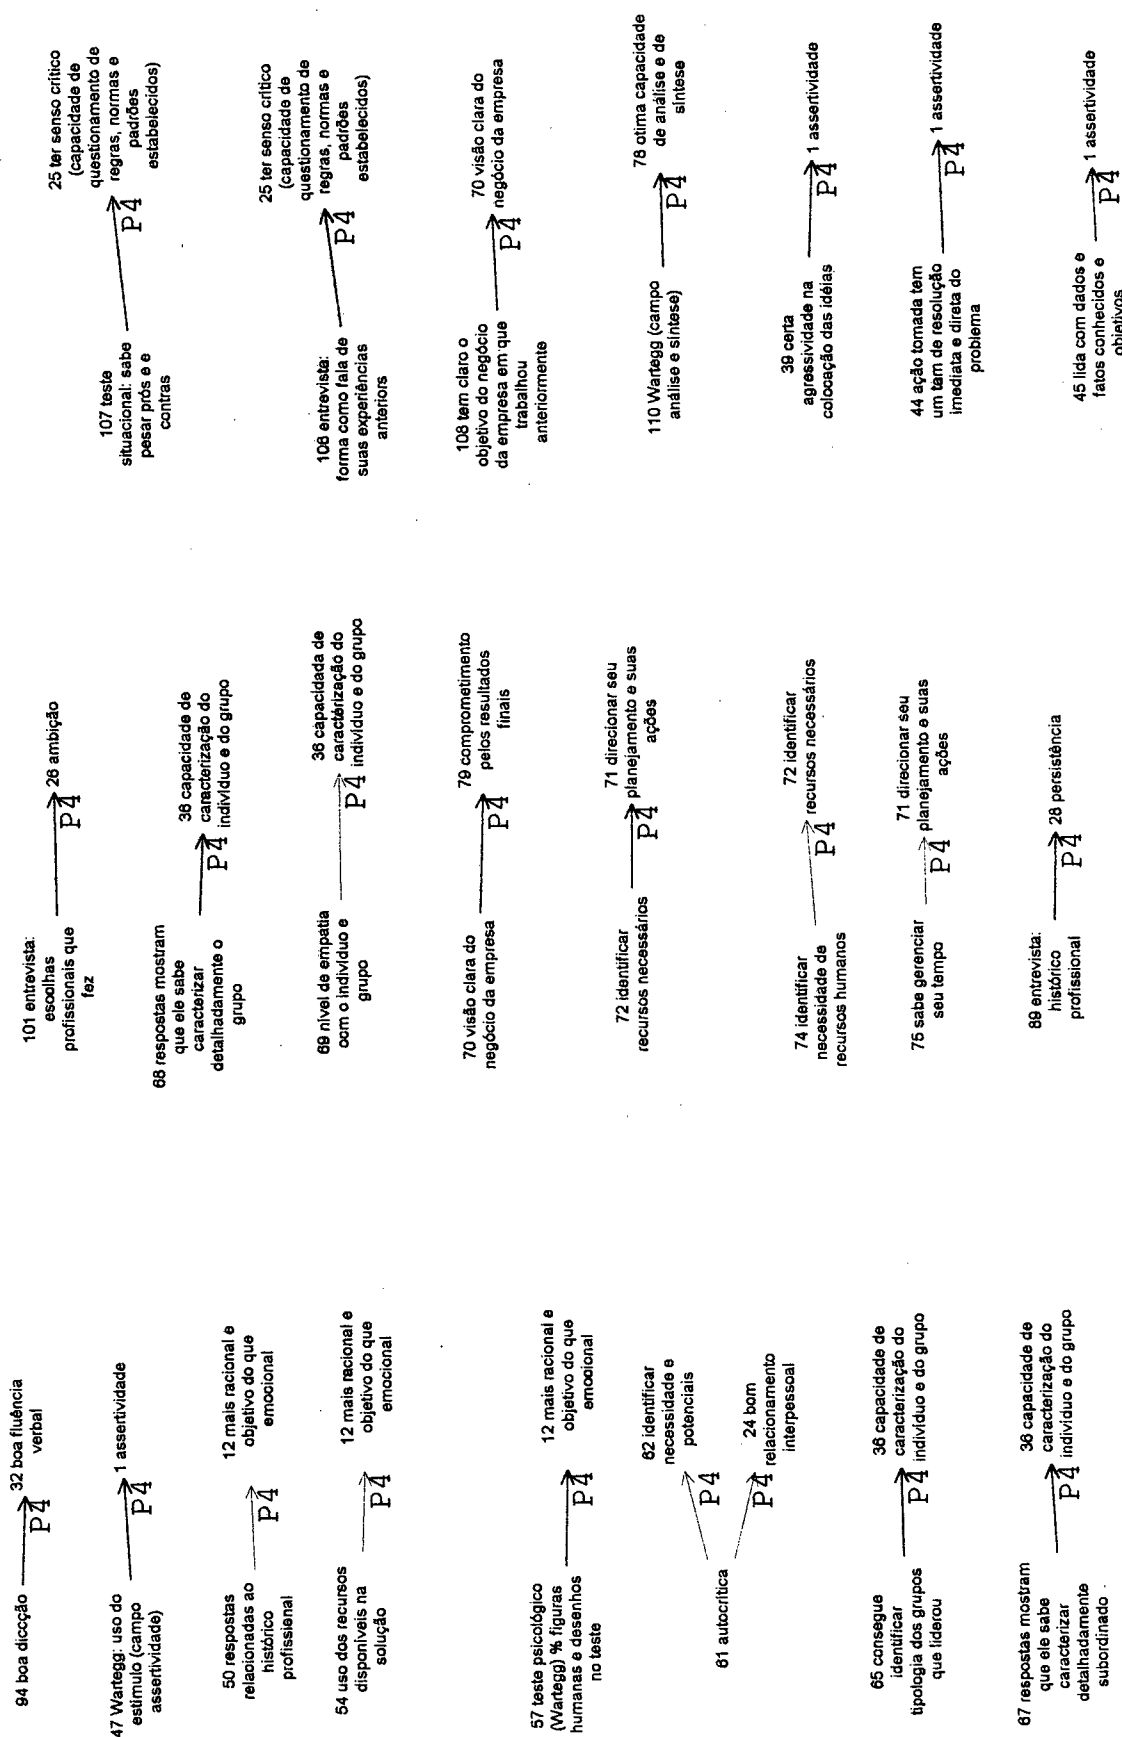 94 boa dicção
P4
32 boa fluência
verbal
47 Wartegg: uso do
estímulo (campo
assertividade)
P4
1 assertividade
50 respostas
relacionadas ao
histórico
profissional
P4
12 mais racional e
objetivo do que
emocional
54 uso dos recursos
disponíveis na
solução
P4
12 mais racional e
objetivo do que
emocional
57 teste psicológico
(Wartegg) % figuras
humanas e desenhos
no teste
P4
12 mais racional e
objetivo do que
emocional
61 autocrítica
P4
62 identificar
necessidade e
potenciais
P4
24 bom
relacionamento
interpessoal
65 consegue
identificar
tipologia dos grupos
que liderou
P4
36 capacidade de
caracterização do
indivíduo e do grupo
67 respostas mostram
que ele sabe
caracterizar
detalhadamente
subordinado
P4
36 capacidade de
caracterização do
indivíduo e do grupo
101 entrevista:
escolhas
profissionais que
fez
P4
26 ambição
68 respostas mostram
que ele sabe
caracterizar
detalhadamente o
grupo
P4
36 capacidade de
caracterização do
indivíduo e do grupo
69 nível de empatia
com o indivíduo e
grupo
P4
36 capacidade de
caracterização do
indivíduo e do grupo
70 visão clara do
negócio da empresa
P4
79 comprometimento
pelos resultados
finais
72 identificar
recursos necessários
P4
71 direcionar seu
planejamento e suas
ações
74 identificar
necessidade de
recursos humanos
P4
72 identificar
recursos necessários
75 sabe gerenciar
seu tempo
P4
71 direcionar seu
planejamento e suas
ações
89 entrevista:
histórico
profissional
P4
28 persistência
107 teste
situacional: sabe
pesar prós e e
contras
P4
25 ter senso crítico
(capacidade de
questionamento de
regras, normas e
padrões
estabelecidos)
106 entrevista:
forma como fala de
suas experiências
anteriors
P4
25 ter senso crítico
(capacidade de
questionamento de
regras, normas e
padrões
estabelecidos)
108 tem claro o
objetivo do negócio
da empresa em que
trabalhou
anteriormente
P4
70 visão clara do
negócio da empresa
110 Wartegg (campo
análise e síntese)
P4
78 otima capacidade
de análise e de
síntese
39 certa
agressividade na
colocação das idéias
P4
1 assertividade
44 ação tomada tem
um tam de resolução
imediata e direta do
problema
P4
1 assertividade
45 lida com dados e
fatos conhecidos e
objetivos
P4
1 assertividade